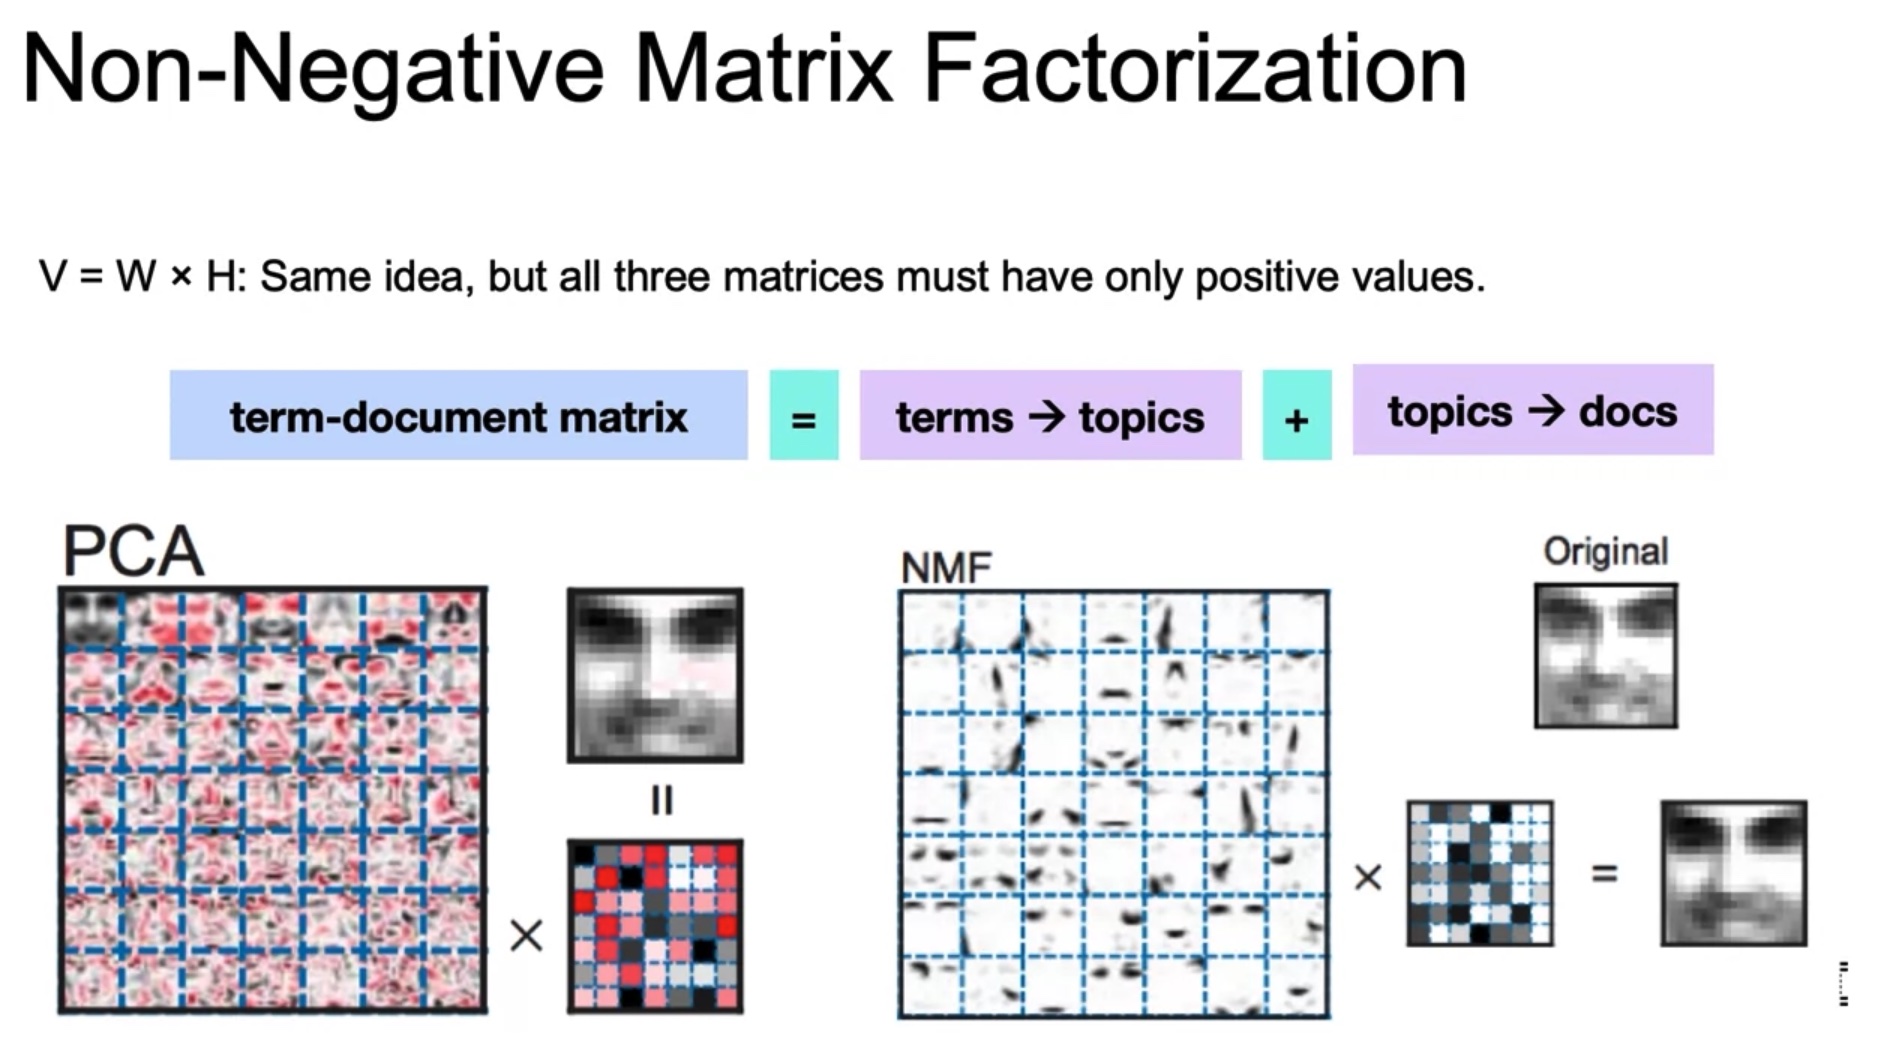 Non-Negative Matrix Factorization
V = W × H: Same idea, but all three matrices must have only positive values.
term-document matrix = terms → topics + topics → docs
PCA
NMF
Original
=
×
× =